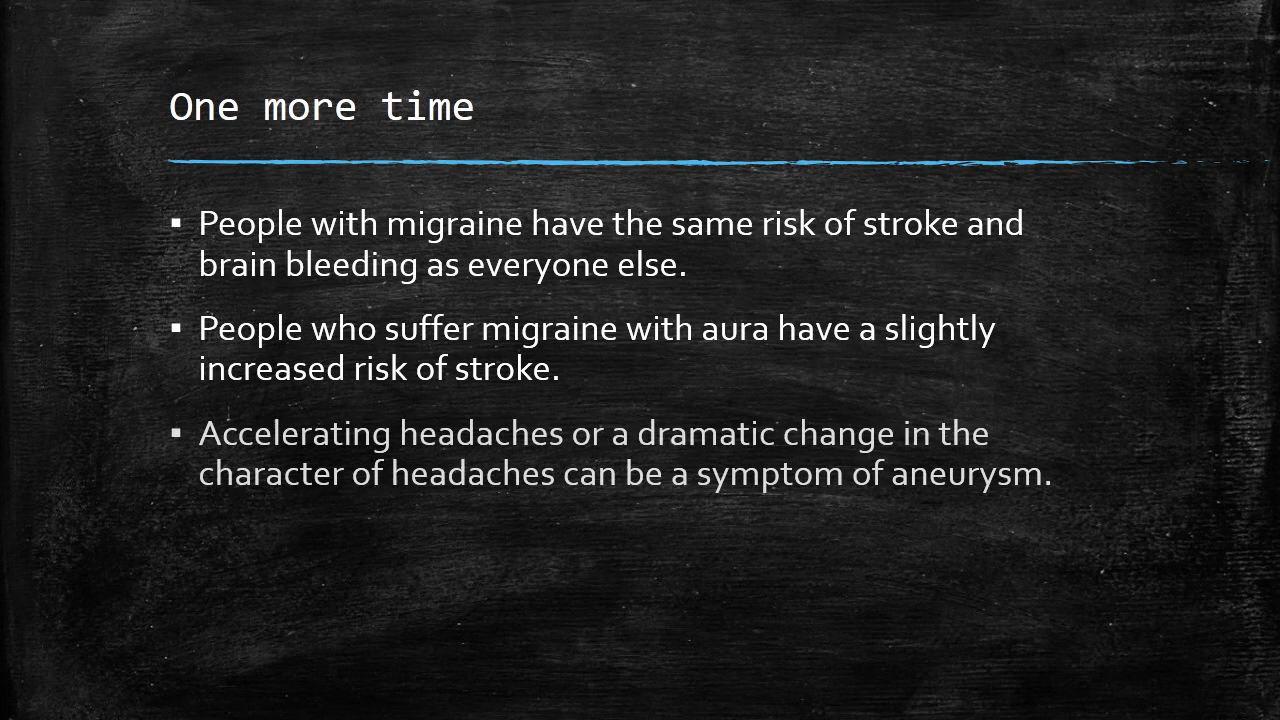 One more time
▪ People with migraine have the same risk of stroke and
brain bleeding as everyone else.
▪ People who suffer migraine with aura have a slightly
increased risk of stroke.
▪ Accelerating headaches or a dramatic change in the
character of headaches can be a symptom of aneurysm.